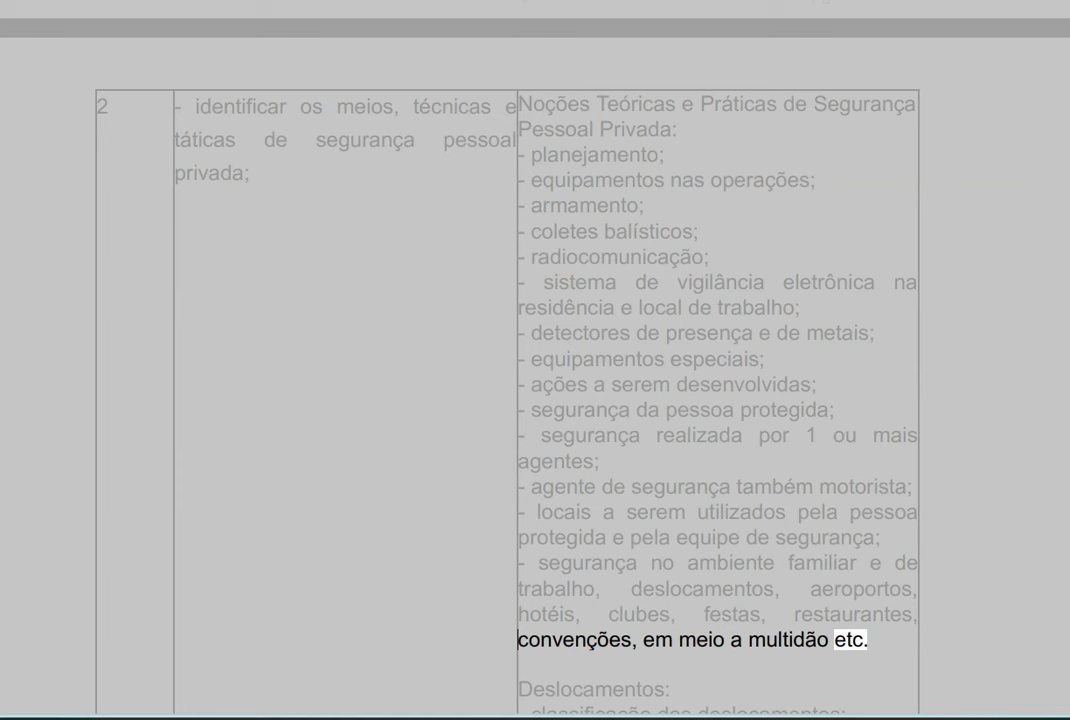 2
- identificar os meios, técnicas e
táticas de segurança pessoal
privada;
Noções Teóricas e Práticas de Segurança
Pessoal Privada:
- planejamento;
- equipamentos nas operações;
- armamento;
- coletes balísticos;
- radiocomunicação;
- sistema de vigilância eletrônica na
residência e local de trabalho;
- detectores de presença e de metais;
- equipamentos especiais;
- ações a serem desenvolvidas;
- segurança da pessoa protegida;
- segurança realizada por 1 ou mais
agentes;
- agente de segurança também motorista;
- locais a serem utilizados pela pessoa
protegida e pela equipe de segurança;
- segurança no ambiente familiar e de
trabalho, deslocamentos, aeroportos,
hotéis, clubes, festas, restaurantes,
convenções, em meio a multidão etc.
Deslocamentos:
- classificação dos deslocamentos;